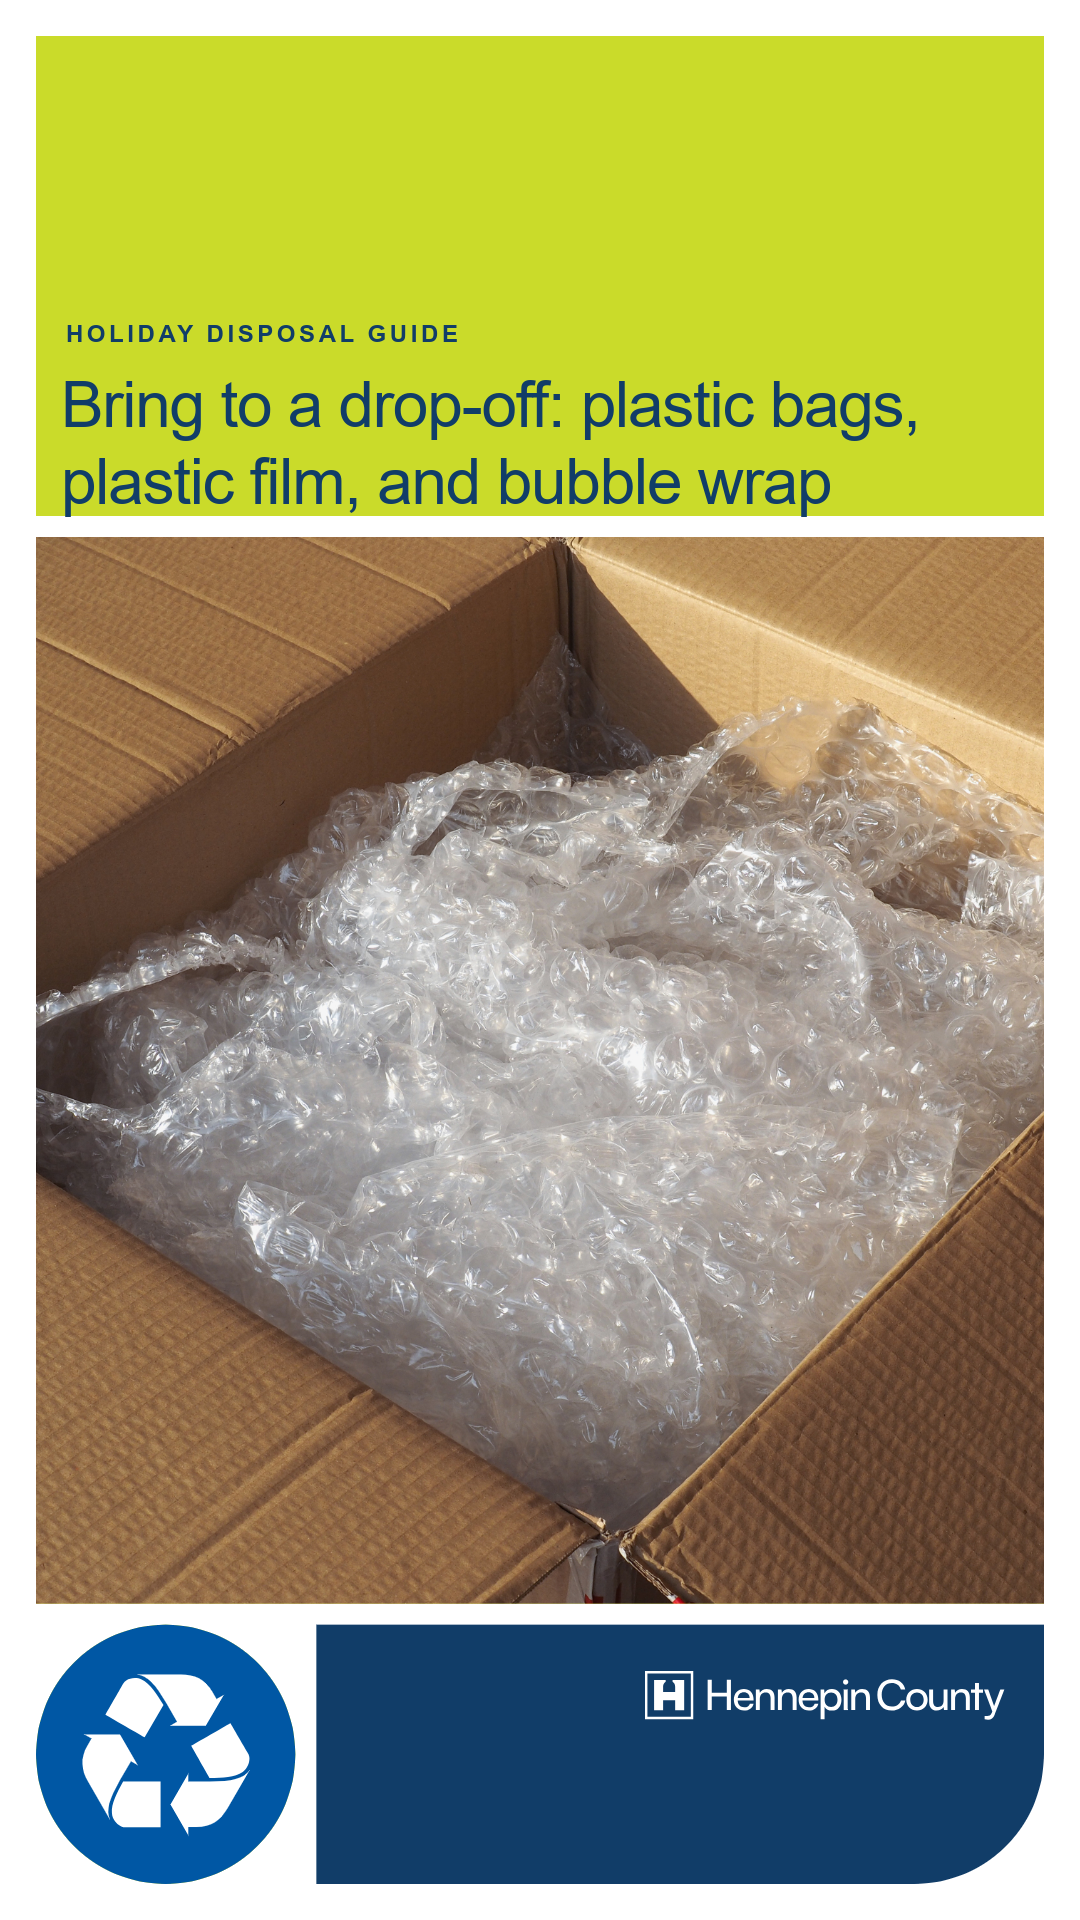 HOLIDAY DISPOSAL GUIDE
Bring to a drop-off: plastic bags,
plastic film, and bubble wrap
H Hennepin County